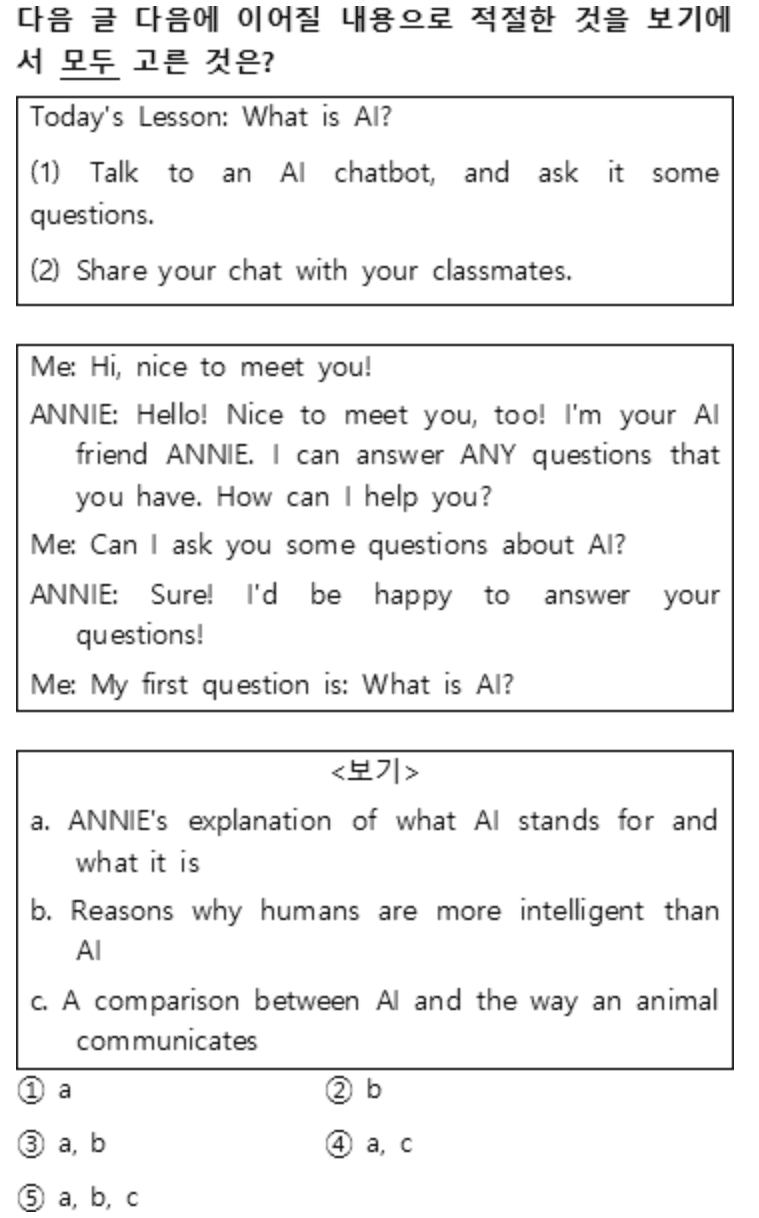 다음 글 다음에 이어질 내용으로 적절한 것을 보기에
서 모두 고른 것은?
Today's Lesson: What is AI?
(1) Talk to an AI chatbot, and ask it some
questions.
(2) Share your chat with your classmates.
Me: Hi, nice to meet you!
ANNIE: Hello! Nice to meet you, too! I'm your AI
friend ANNIE. I can answer ANY questions that
you have. How can I help you?
Me: Can I ask you some questions about AI?
ANNIE: Sure! I'd be happy to answer your
questions!
Me: My first question is: What is AI?
<보기>
a. ANNIE's explanation of what AI stands for and
what it is
b. Reasons why humans are more intelligent than
AI
c. A comparison between AI and the way an animal
communicates
① a ② b
③ a, b ④ a, c
⑤ a, b, c